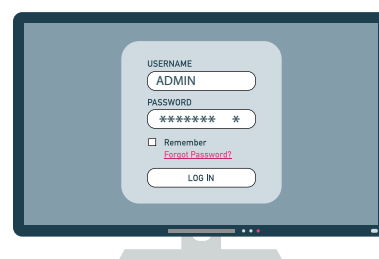 USERNAME
ADMIN
PASSWORD
******* *
Remember
Forgot Password?
LOG IN